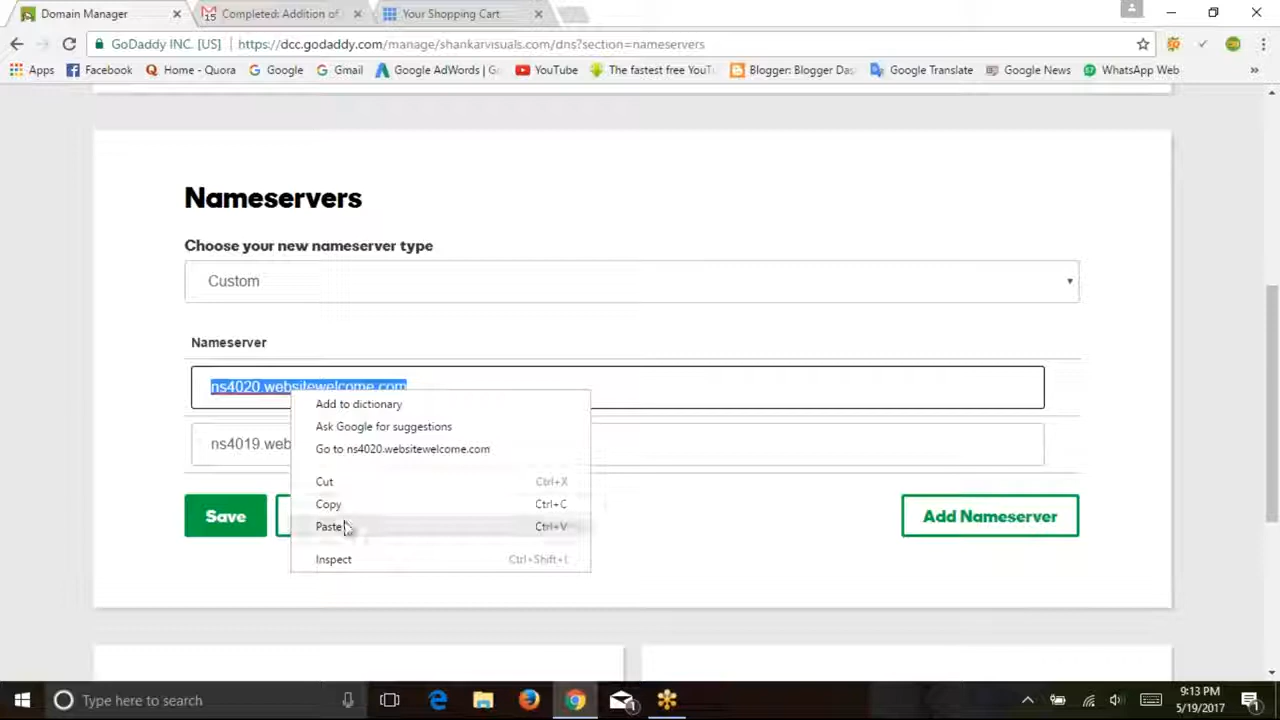 Domain Manager
Completed: Addition of
Your Shopping Cart
GoDaddy INC. [US]
https://dcc.godaddy.com/manage/shankarvisuals.com/dns?section=nameservers
Apps
Facebook
Home - Quora
Google
Gmail
Google AdWords | G
YouTube
The fastest free YouT
Blogger: Blogger Das
Google Translate
Google News
WhatsApp Web
»
Nameservers
Choose your new nameserver type
Custom
Nameserver
ns4020.websitewelcome.com
Add to dictionary
Ask Google for suggestions
ns4019.web
Go to ns4020.websitewelcome.com
Cut Ctrl+X
Copy Ctrl+C
Save
Add Nameserver
Paste Ctrl+V
Inspect Ctrl+Shift+I
Type here to search
1
9:13 PM
5/19/2017
1